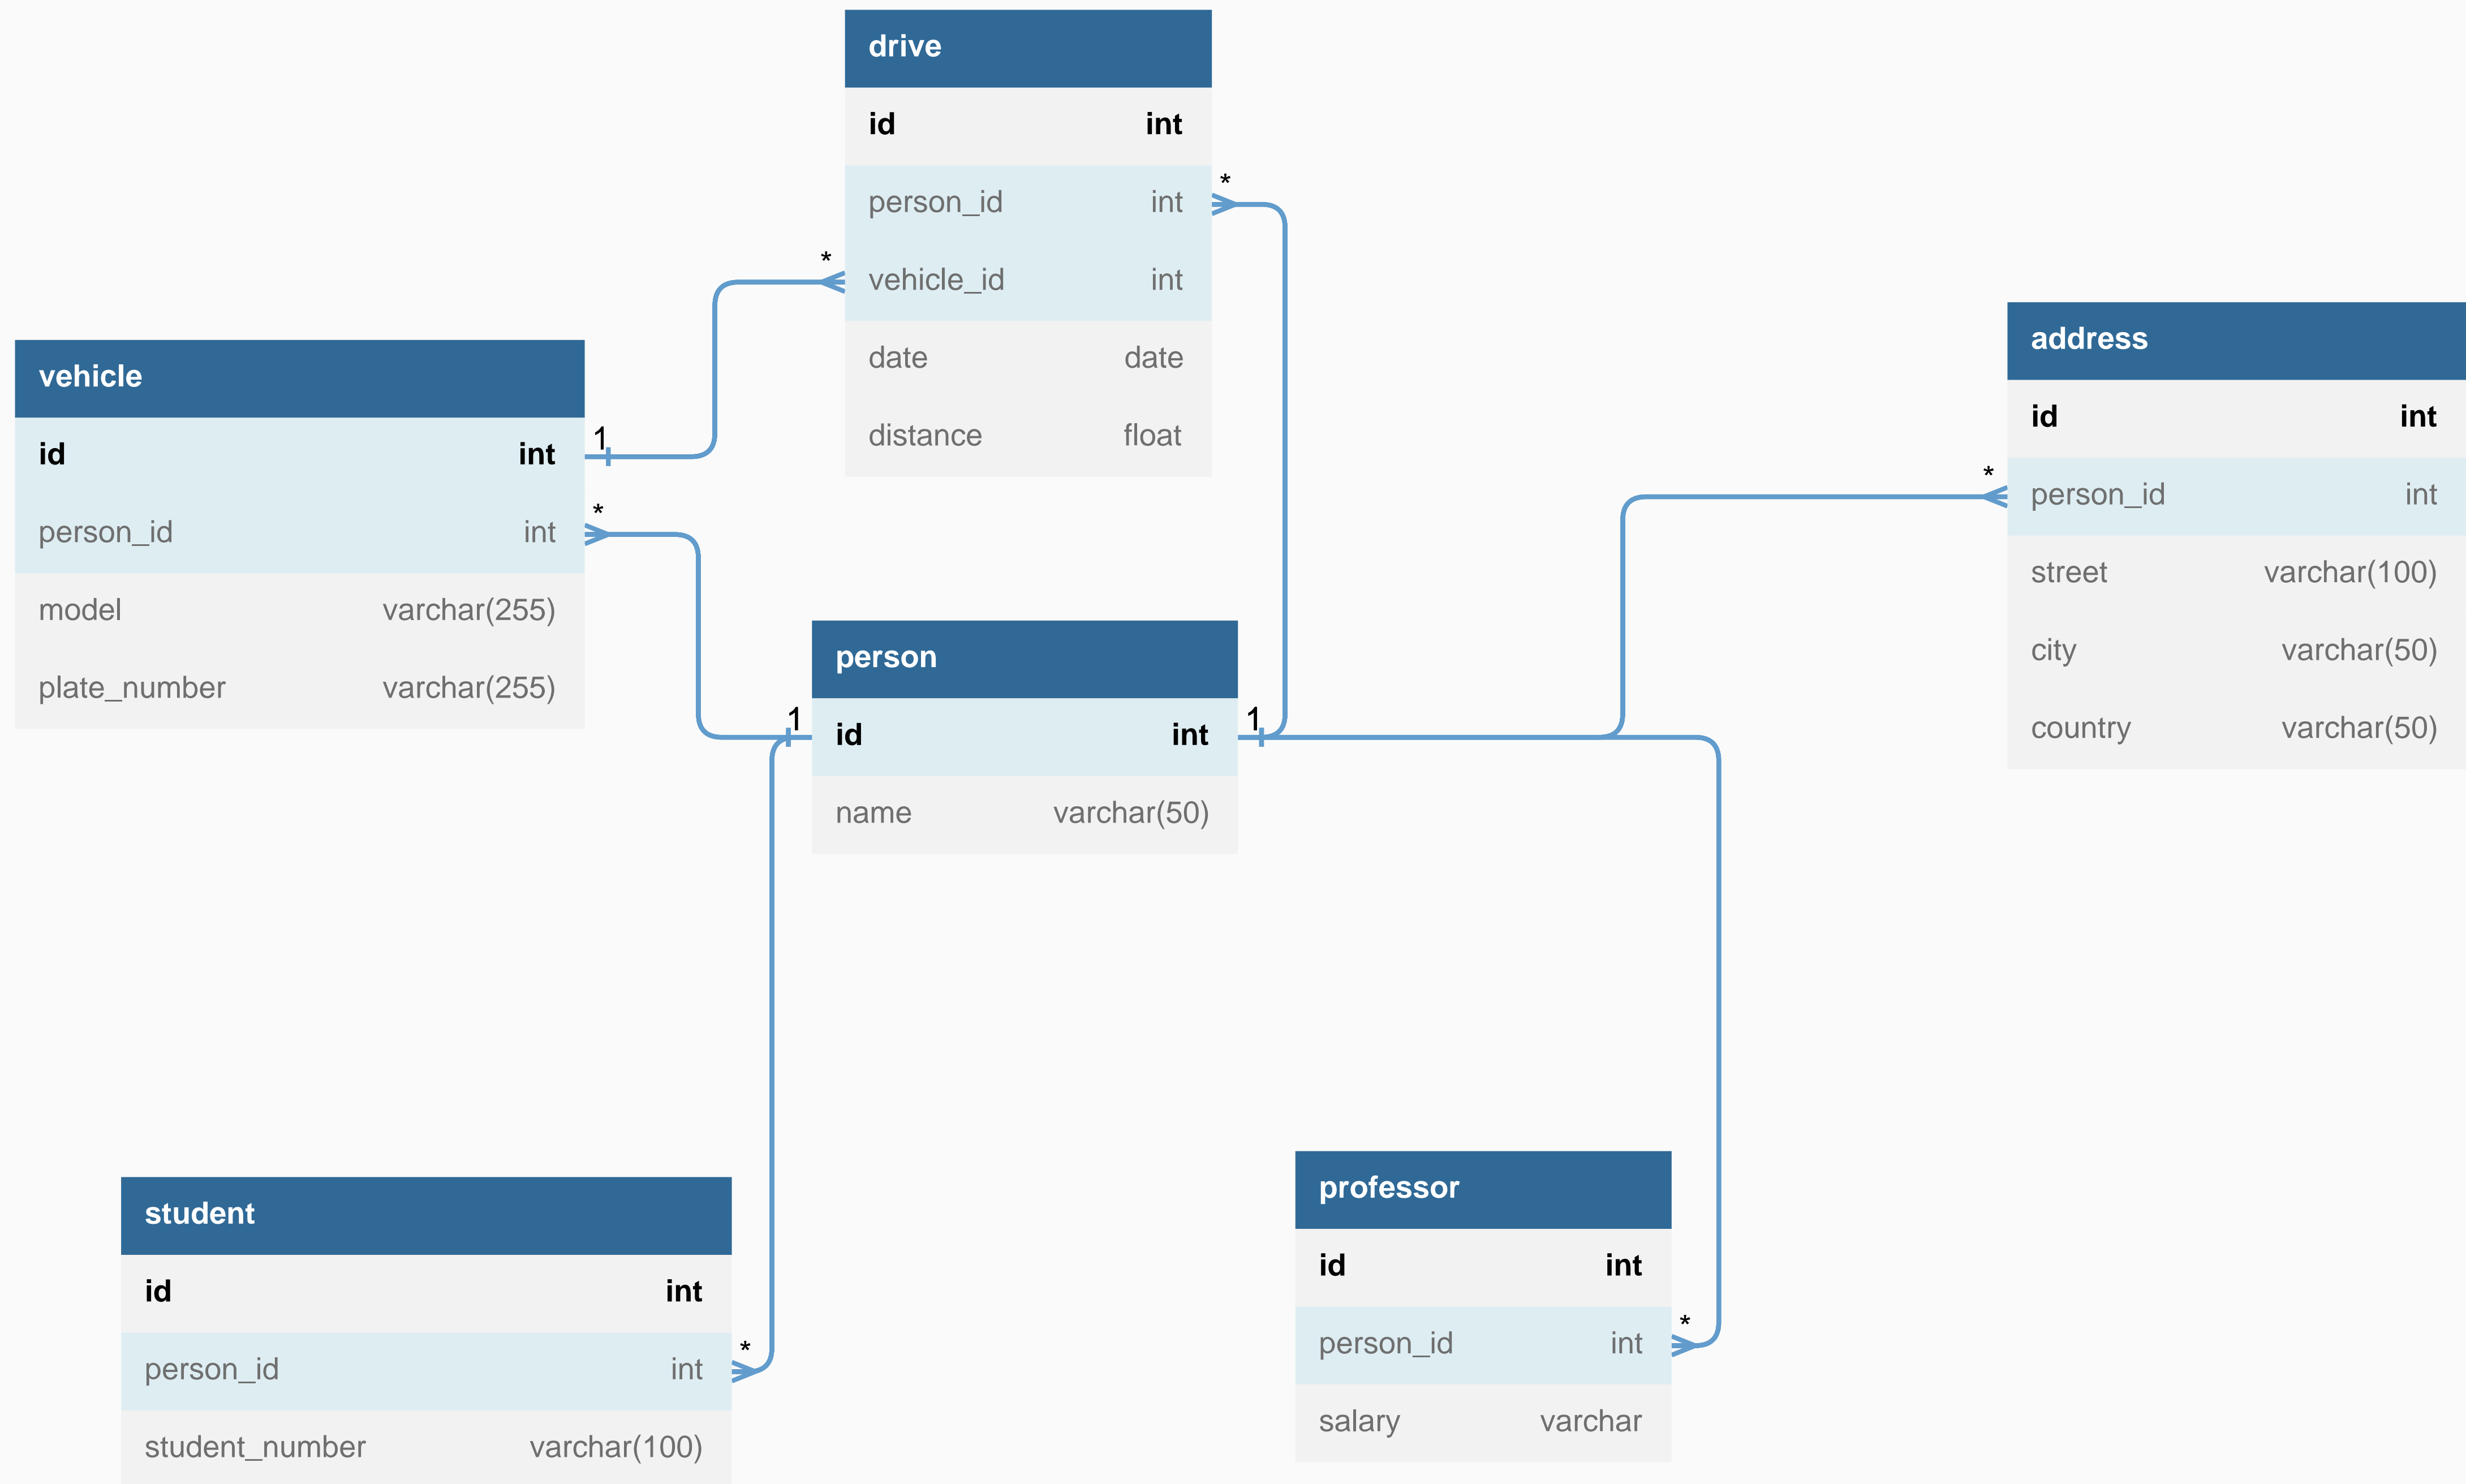 drive
id int
person_id int
vehicle_id int
date date
distance float
*
*
vehicle
id int
person_id int
model varchar(255)
plate_number varchar(255)
1
*
address
id int
person_id int
street varchar(100)
city varchar(50)
country varchar(50)
*
person
id int
name varchar(50)
1
1
student
id int
person_id int
student_number varchar(100)
*
professor
id int
person_id int
salary varchar
*